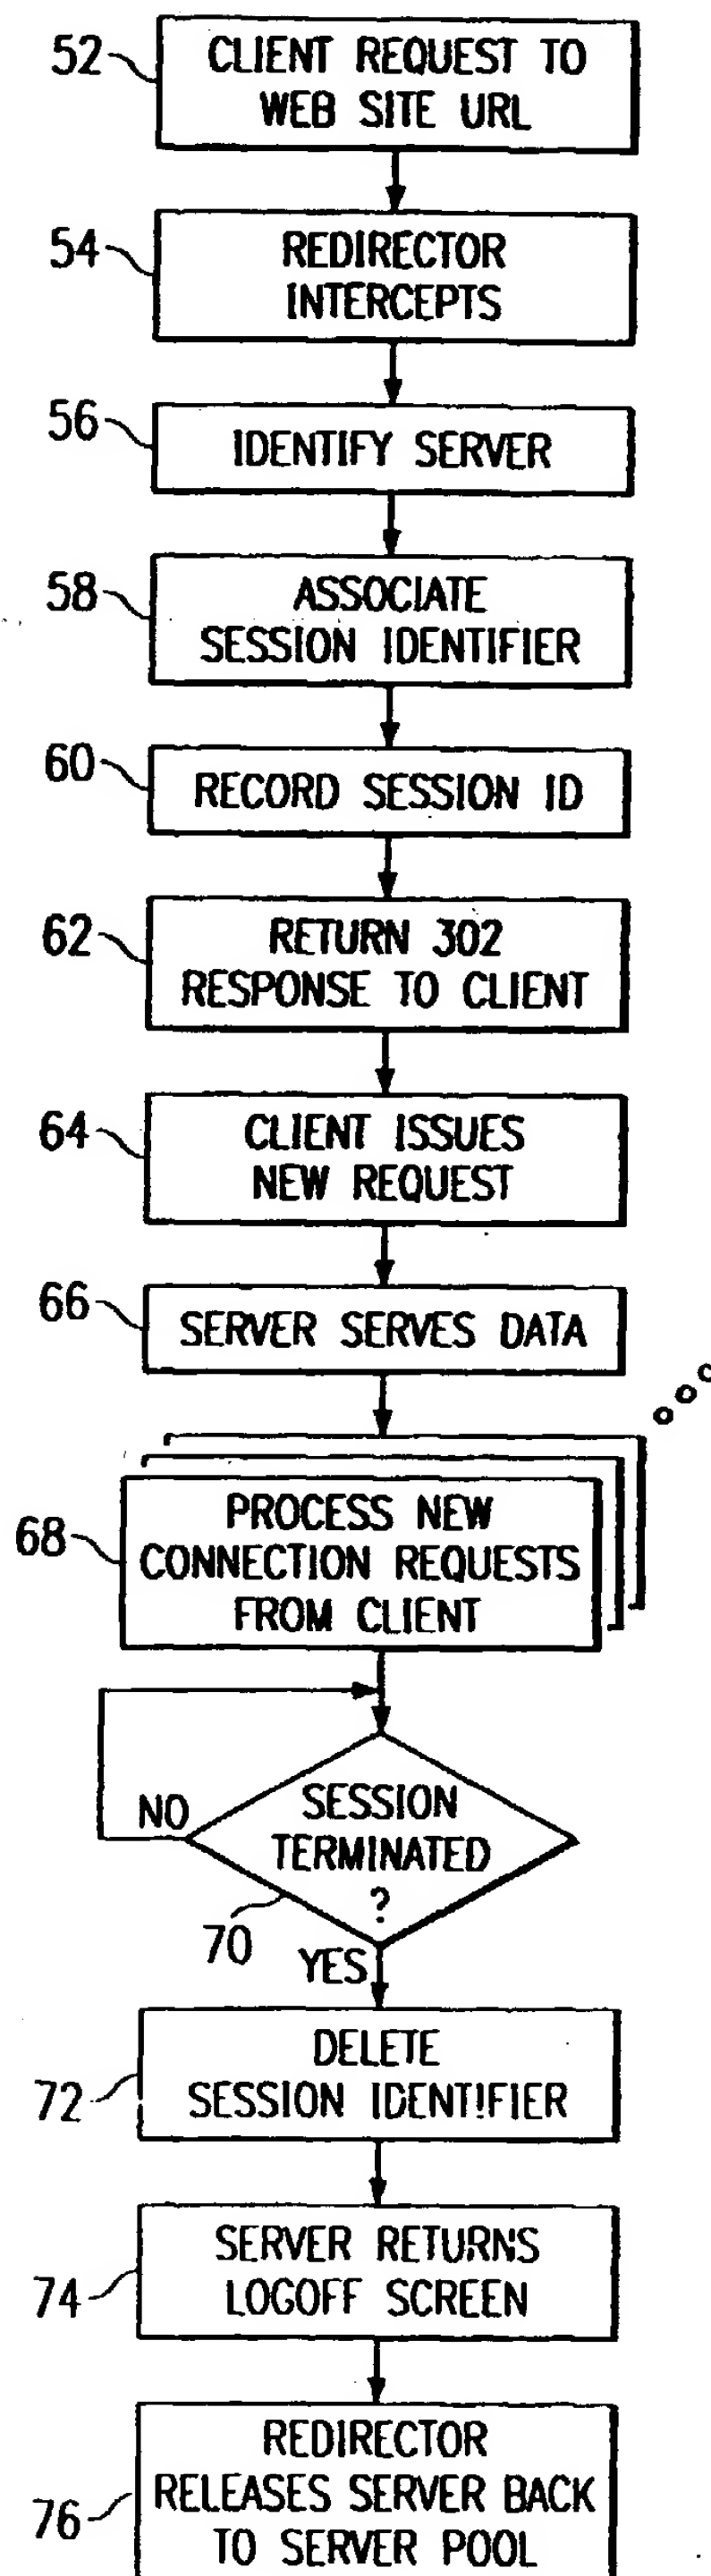 52
CLIENT REQUEST TO
WEB SITE URL
54
REDIRECTOR
INTERCEPTS
56
IDENTIFY SERVER
58
ASSOCIATE
SESSION IDENTIFIER
60
RECORD SESSION ID
62
RETURN 302
RESPONSE TO CLIENT
64
CLIENT ISSUES
NEW REQUEST
66
SERVER SERVES DATA
68
PROCESS NEW
CONNECTION REQUESTS
FROM CLIENT
NO
SESSION
TERMINATED
?
70
YES
72
DELETE
SESSION IDENTIFIER
74
SERVER RETURNS
LOGOFF SCREEN
76
REDIRECTOR
RELEASES SERVER BACK
TO SERVER POOL